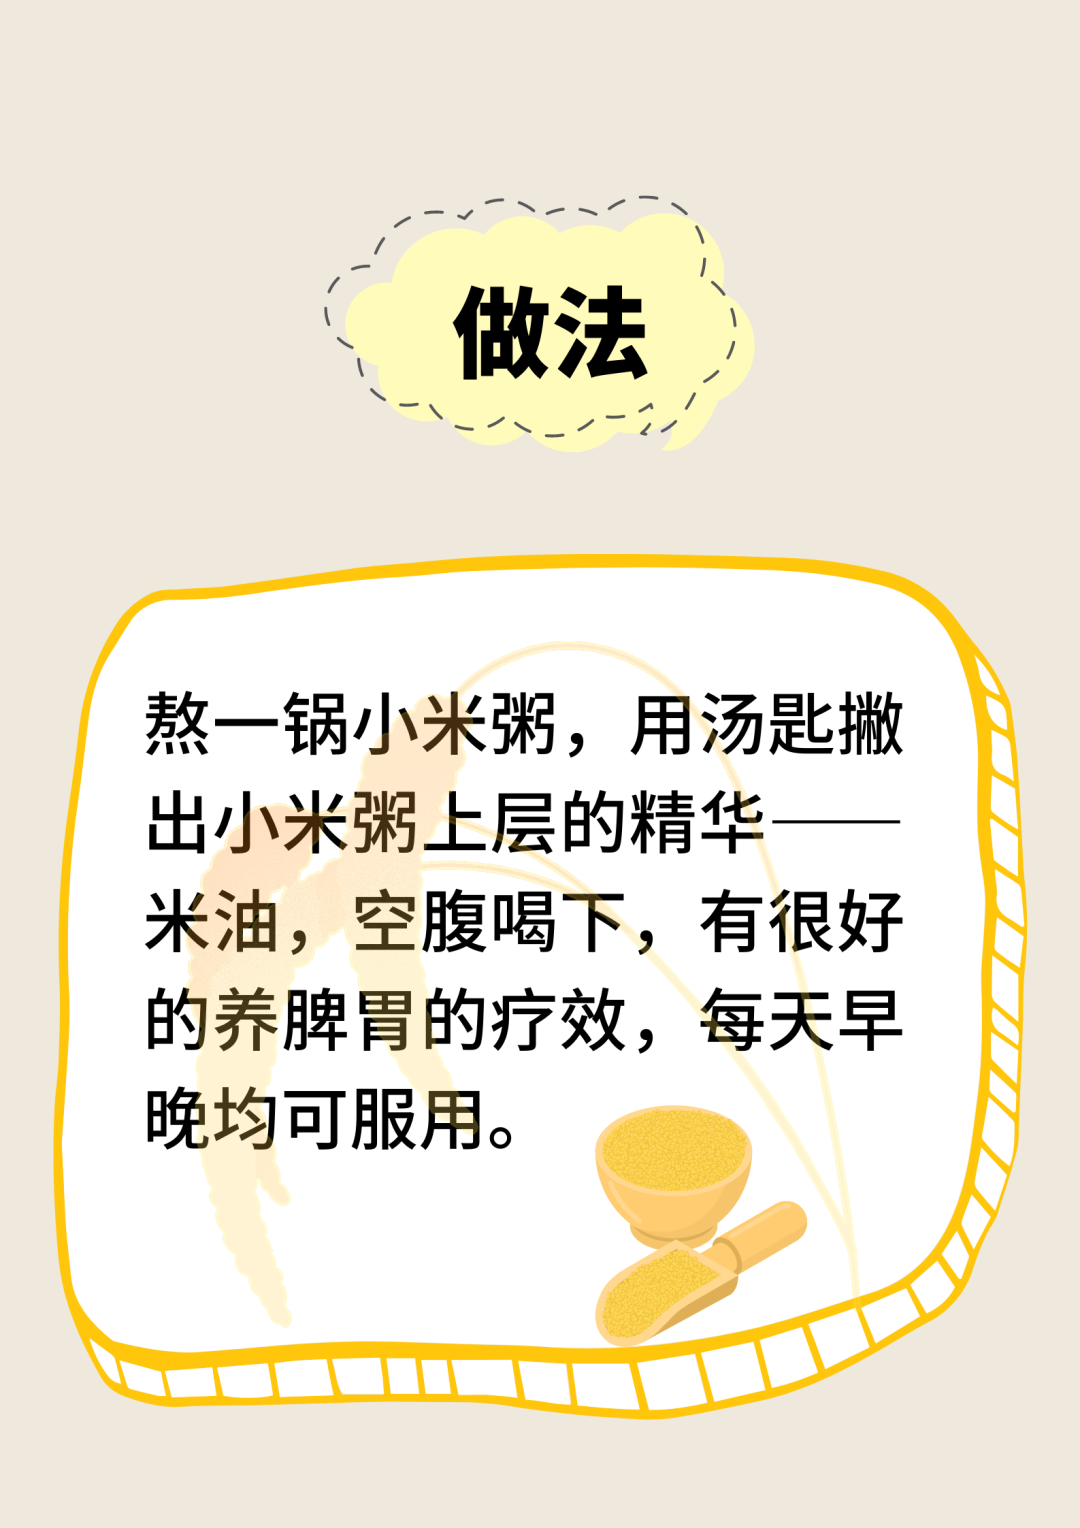 做法
熬一锅小米粥，用汤匙撇
出小米粥上层的精华——
米油，空腹喝下，有很好
的养脾胃的疗效，每天早
晚均可服用。